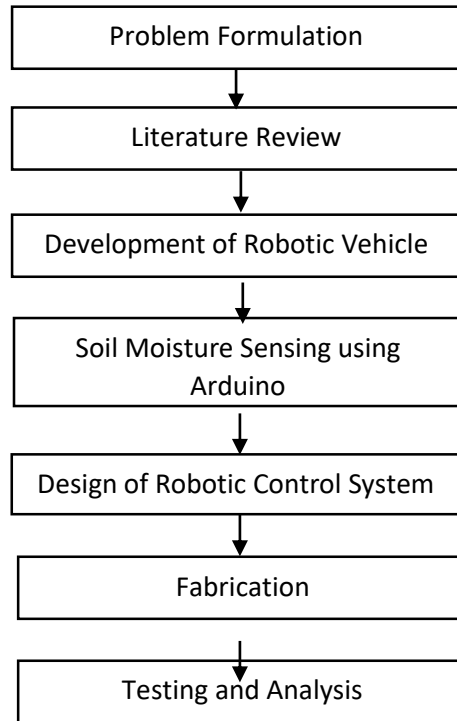 Problem Formulation
Literature Review
Development of Robotic Vehicle
Soil Moisture Sensing using
Arduino
Design of Robotic Control System
Fabrication
Testing and Analysis